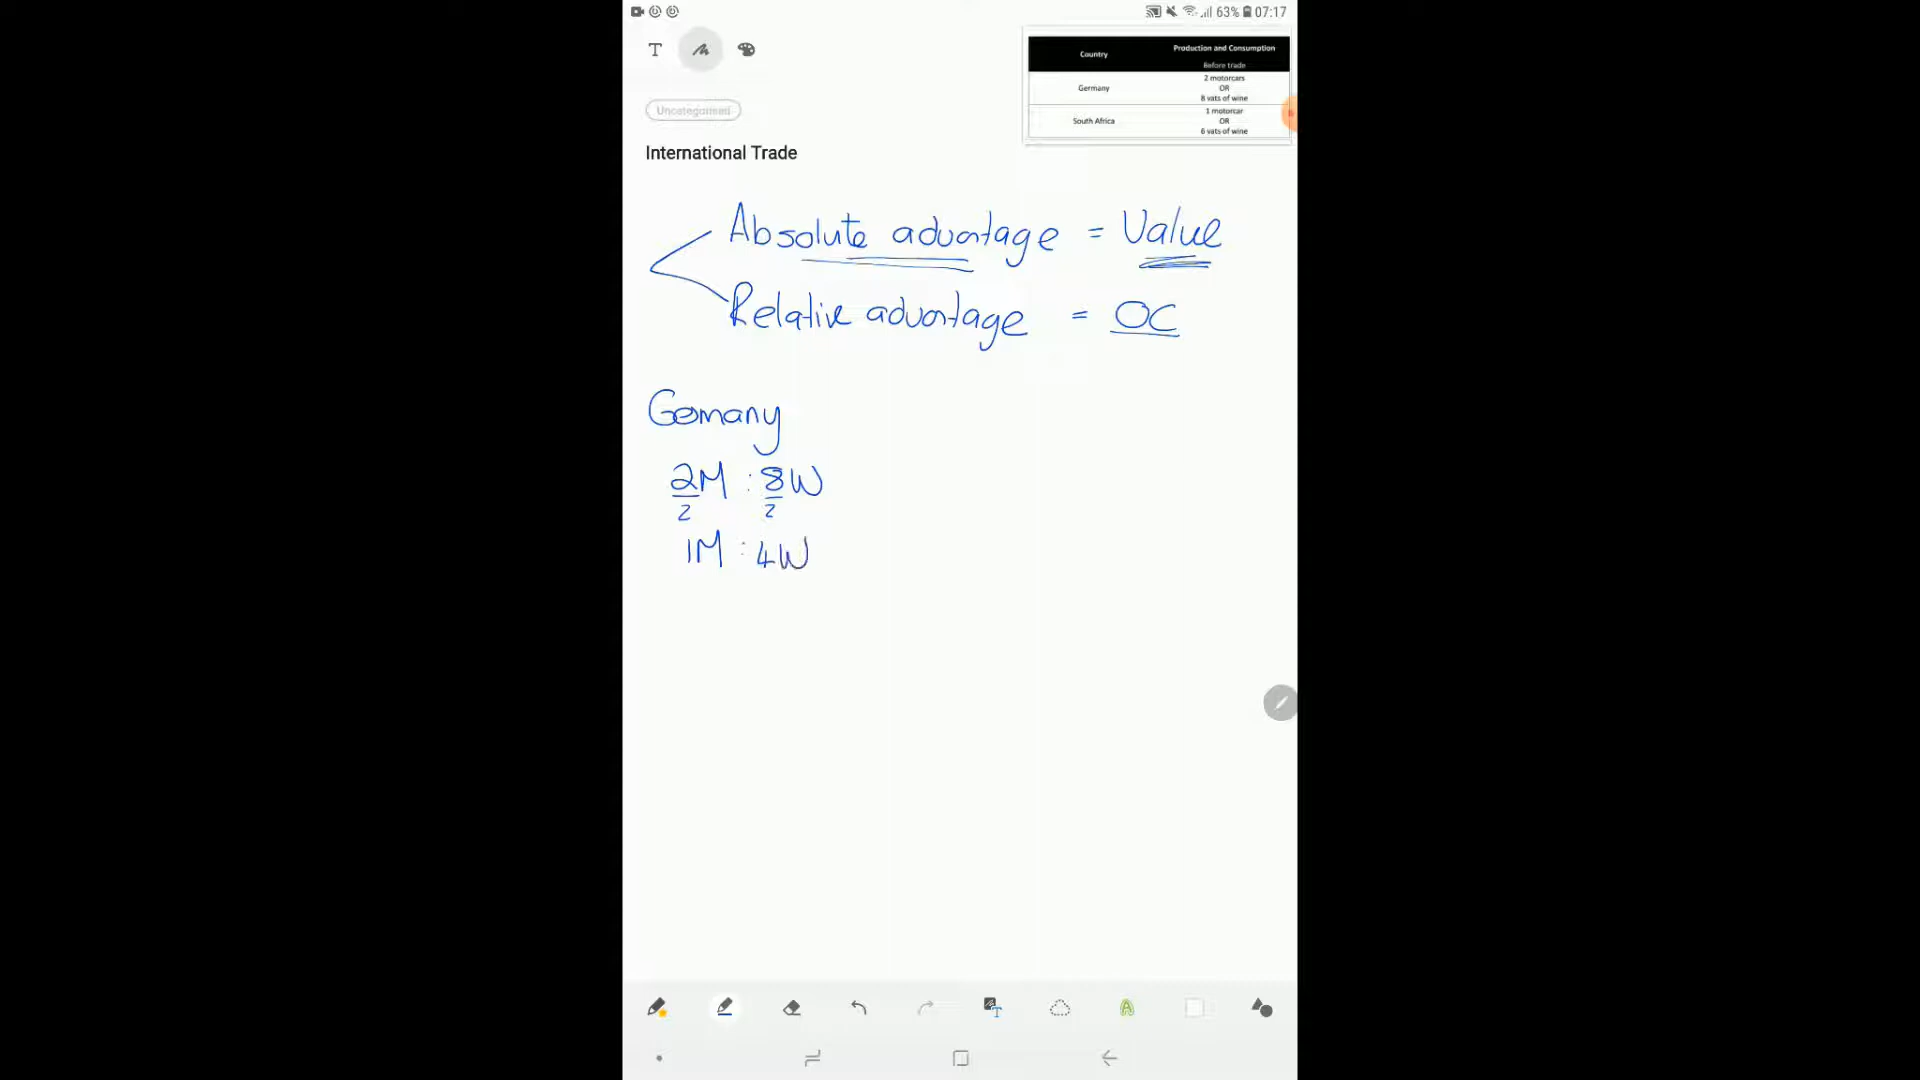 63% 07:17
T
Country Production and Consumption
Before trade
Germany 2 motorcars
OR
8 vats of wine
South Africa 1 motorcar
OR
6 vats of wine
Uncategorised
International Trade
Absolute advantage = Value
Relative advantage = OC
Gemany
2M : 8W
2 2
1M : 4W